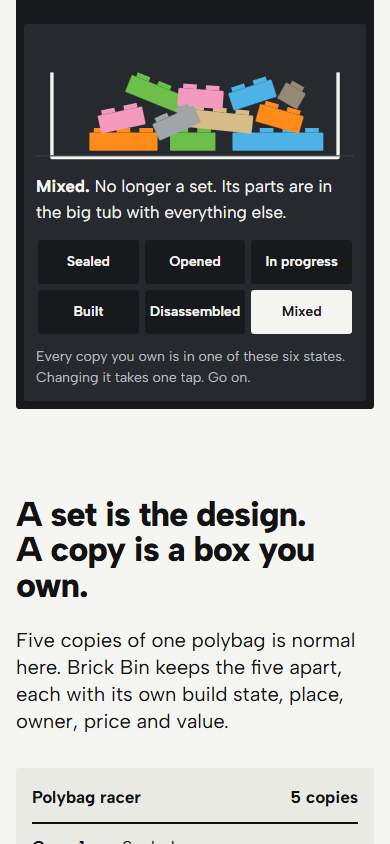 Mixed. No longer a set. Its parts are in
the big tub with everything else.
Sealed
Opened
In progress
Built
Disassembled
Mixed
Every copy you own is in one of these six states.
Changing it takes one tap. Go on.
A set is the design.
A copy is a box you
own.
Five copies of one polybag is normal
here. Brick Bin keeps the five apart,
each with its own build state, place,
owner, price and value.
Polybag racer 5 copies